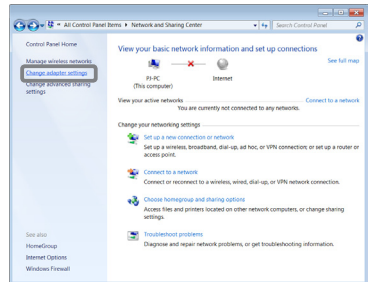 « All Control Panel Items ▸ Network and Sharing Center
Search Control Panel
Control Panel Home
Manage wireless networks
Change adapter settings
Change advanced sharing
settings
View your basic network information and set up connections
See full map
PJ-PC
(This computer)
Internet
View your active networks
Connect to a network
You are currently not connected to any networks.
Change your networking settings
Set up a new connection or network
Set up a wireless, broadband, dial-up, ad hoc, or VPN connection; or set up a router or
access point.
Connect to a network
Connect or reconnect to a wireless, wired, dial-up, or VPN network connection.
Choose homegroup and sharing options
Access files and printers located on other network computers, or change sharing
settings.
Troubleshoot problems
Diagnose and repair network problems, or get troubleshooting information.
See also
HomeGroup
Internet Options
Windows Firewall